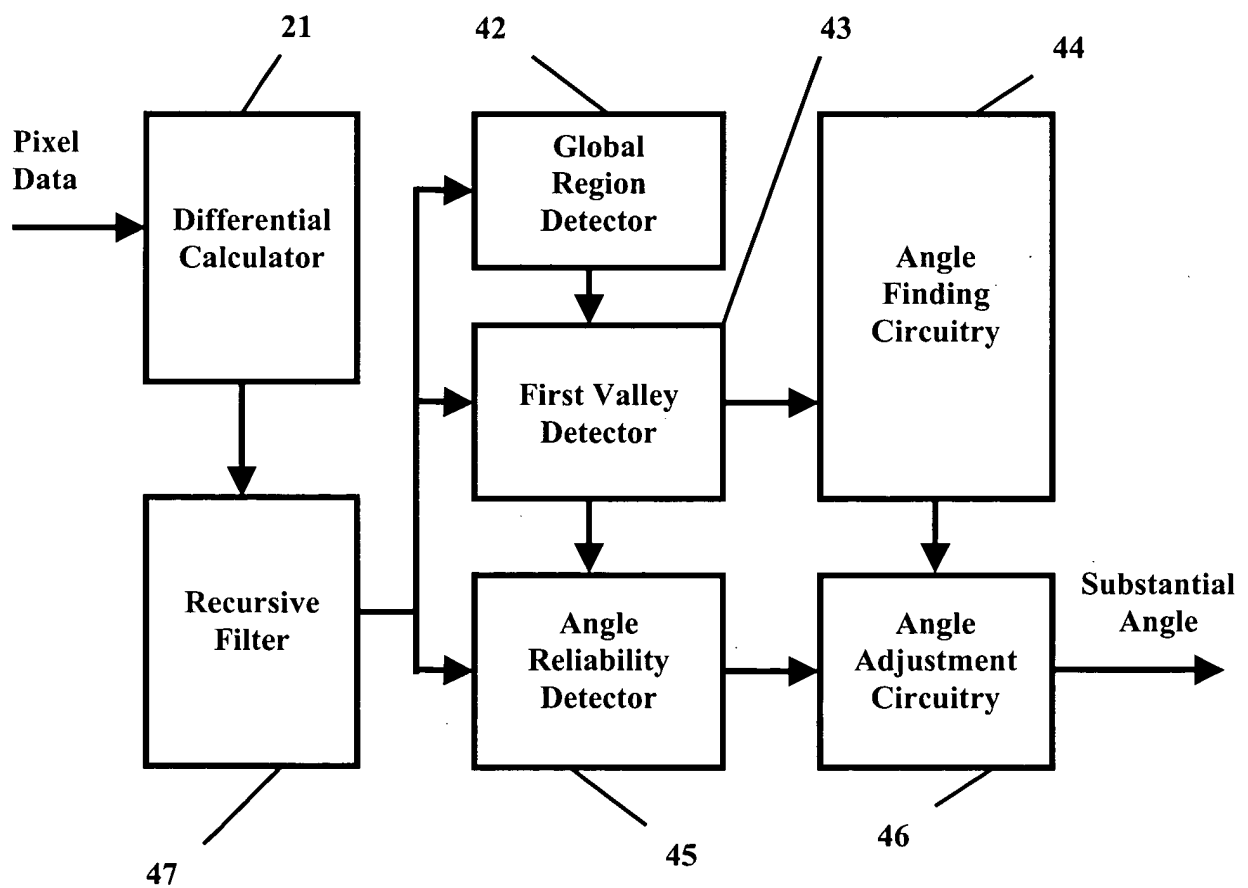 21
42
43
44
Pixel
Data
Differential
Calculator
Global
Region
Detector
Angle
Finding
Circuitry
First Valley
Detector
Recursive
Filter
Angle
Reliability
Detector
Angle
Adjustment
Circuitry
Substantial
Angle
47
45
46